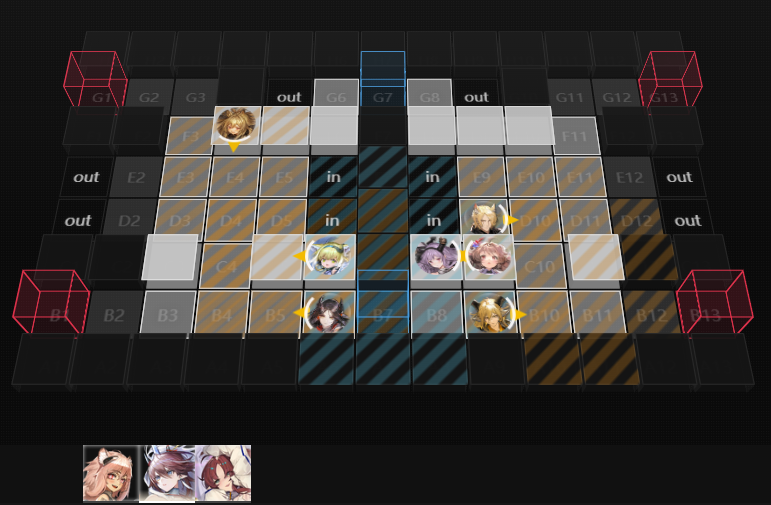 G1 G2 G3 out G6 G7 G8 out G11 G12 G13
F3 F11
out E2 E3 E4 E5 in in E9 E10 E11 E12 out
out D2 D3 D4 D5 in in D10 D11 D12 out
C4 C10
B1 B2 B3 B4 B5 B7 B8 B10 B11 B12 B13